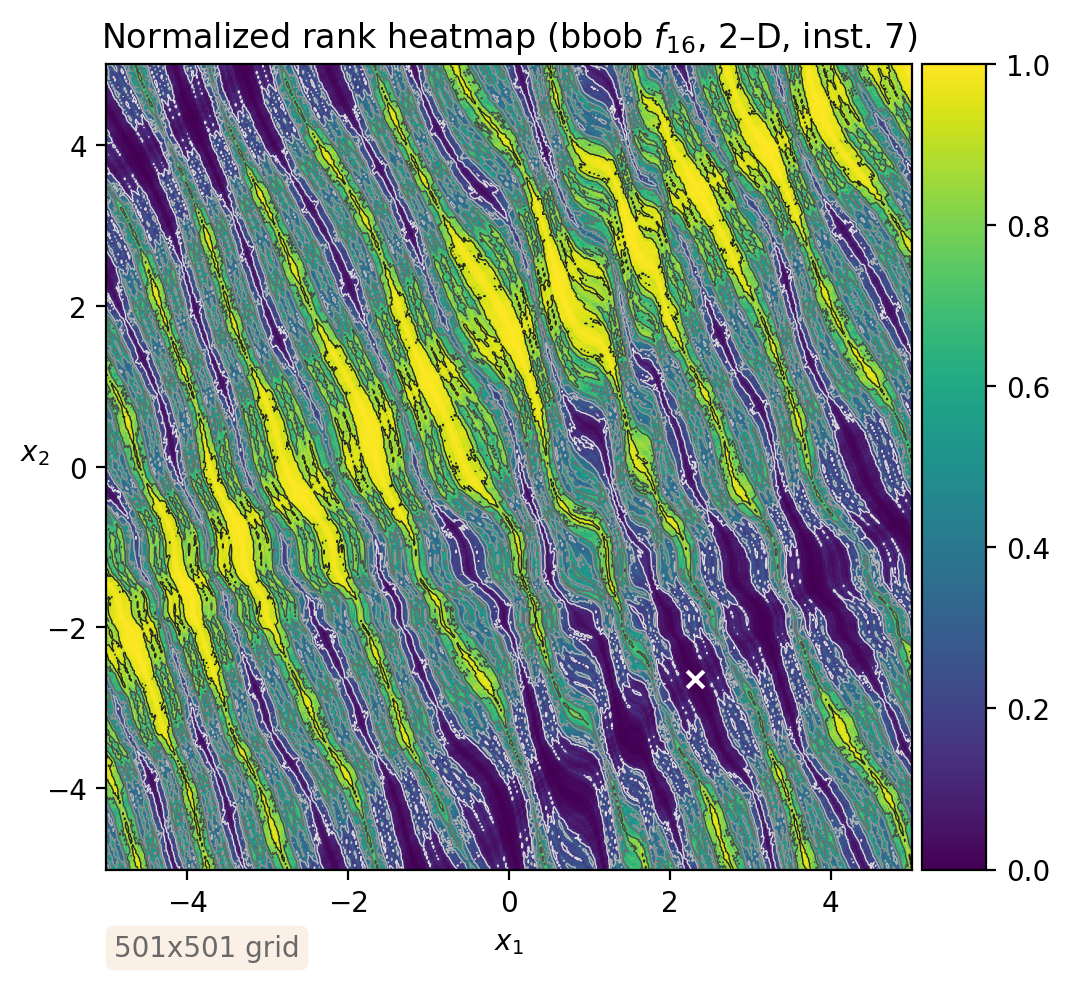 Normalized rank heatmap (bbob f₁₆, 2–D, inst. 7)
1.0
4
0.8
2
0.6
x₂ 0
0.4
−2
0.2
−4
0.0
−4 −2 0 2 4
x₁
501x501 grid